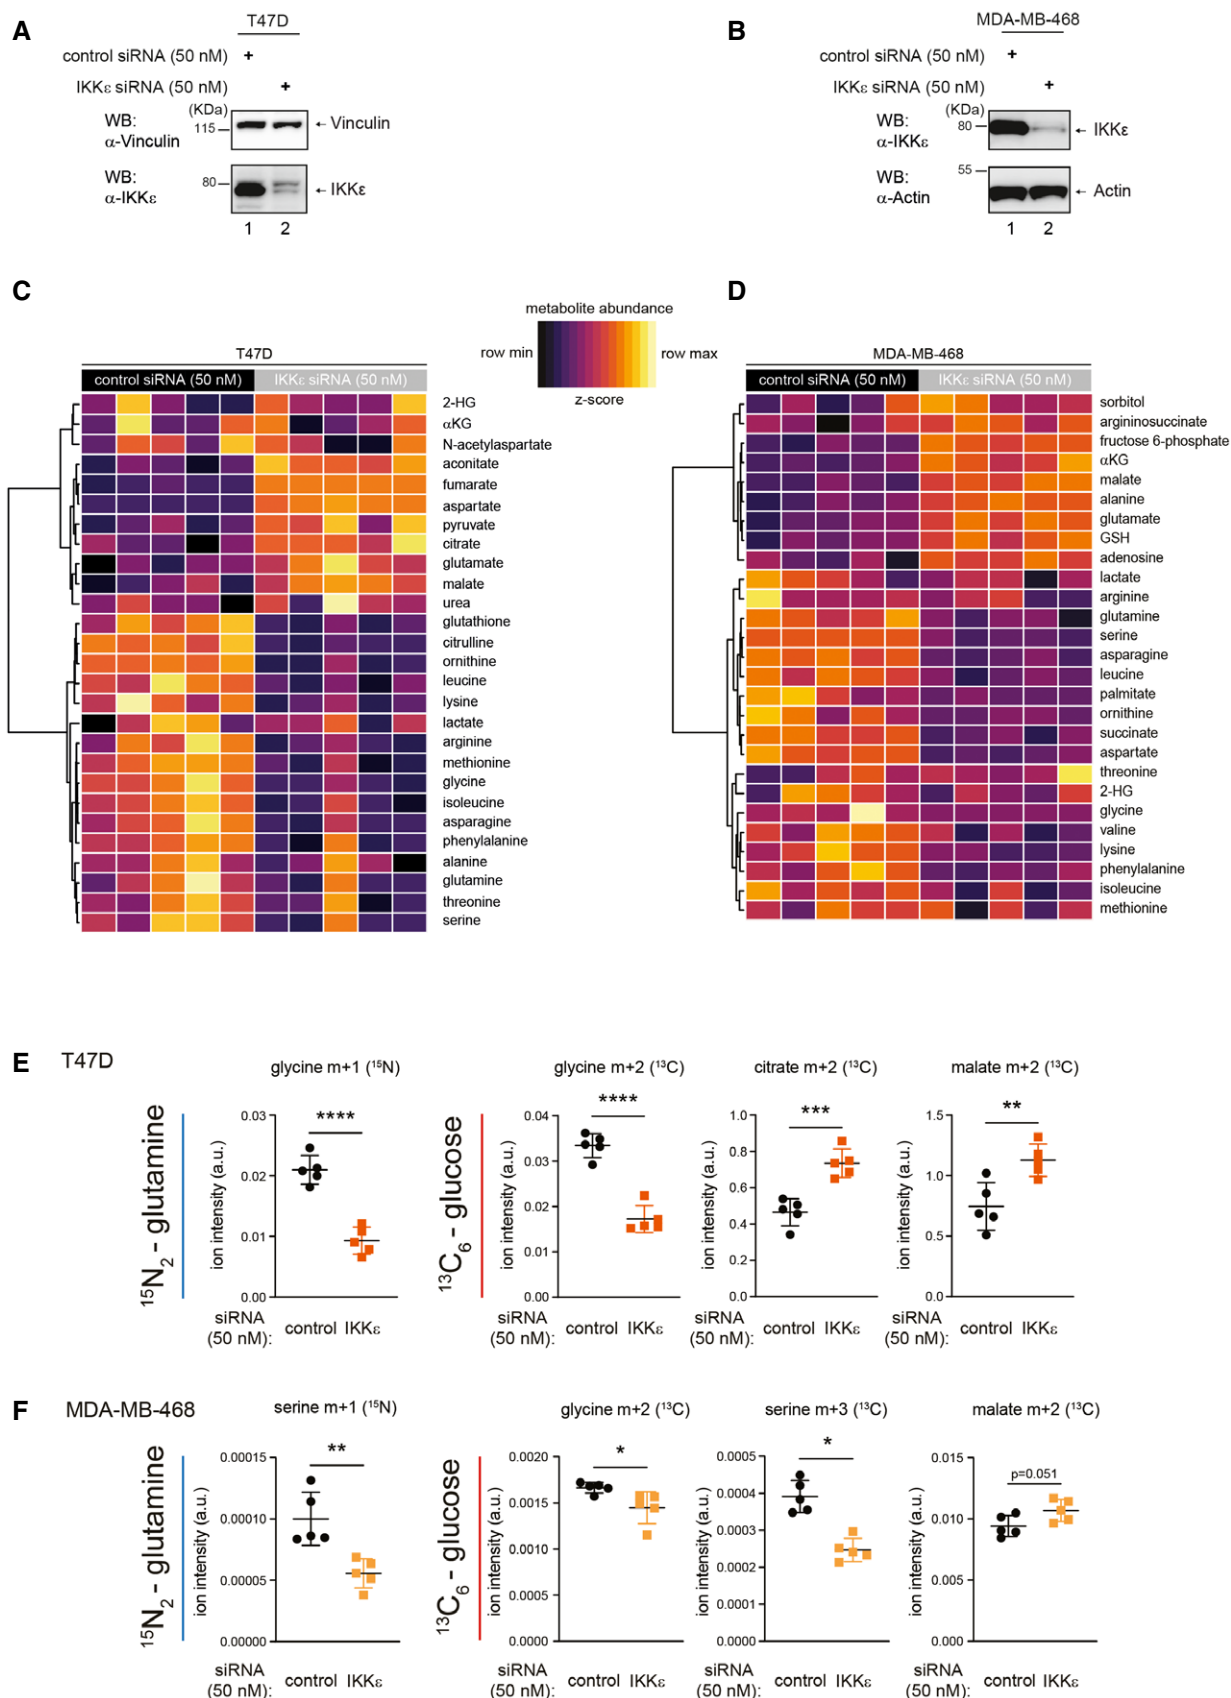 A
T47D
control siRNA (50 nM) +
IKKε siRNA (50 nM) +
(KDa)
WB:
α-Vinculin
115
← Vinculin
WB:
α-IKKε
80
← IKKε
1 2
B
MDA-MB-468
control siRNA (50 nM) +
IKKε siRNA (50 nM) +
(KDa)
WB:
α-IKKε
80
← IKKε
55
WB:
α-Actin
← Actin
1 2
C
metabolite abundance
row min
row max
z-score
T47D
control siRNA (50 nM) IKKε siRNA (50 nM)
2-HG
αKG
N-acetylaspartate
aconitate
fumarate
aspartate
pyruvate
citrate
glutamate
malate
urea
glutathione
citrulline
ornithine
leucine
lysine
lactate
arginine
methionine
glycine
isoleucine
asparagine
phenylalanine
alanine
glutamine
threonine
serine
D
MDA-MB-468
control siRNA (50 nM) IKKε siRNA (50 nM)
sorbitol
argininosuccinate
fructose 6-phosphate
αKG
malate
alanine
glutamate
GSH
adenosine
lactate
arginine
glutamine
serine
asparagine
leucine
palmitate
ornithine
succinate
aspartate
threonine
2-HG
glycine
valine
lysine
phenylalanine
isoleucine
methionine
E
T47D
¹⁵N₂ - glutamine
glycine m+1 (¹⁵N)
ion intensity (a.u.)
0.03
0.02
0.01
0.00
****
siRNA
(50 nM): control IKKε
¹³C₆ - glucose
glycine m+2 (¹³C)
ion intensity (a.u.)
0.04
0.03
0.02
0.01
0.00
****
siRNA
(50 nM): control IKKε
citrate m+2 (¹³C)
ion intensity (a.u.)
1.0
0.8
0.6
0.4
0.2
0.0
***
siRNA
(50 nM): control IKKε
malate m+2 (¹³C)
ion intensity (a.u.)
1.5
1.0
0.5
0.0
**
siRNA
(50 nM): control IKKε
F
MDA-MB-468
¹⁵N₂ - glutamine
serine m+1 (¹⁵N)
ion intensity (a.u.)
0.00015
0.00010
0.00005
0.00000
**
siRNA
(50 nM): control IKKε
¹³C₆ - glucose
glycine m+2 (¹³C)
ion intensity (a.u.)
0.0020
0.0015
0.0010
0.0005
0.0000
*
siRNA
(50 nM): control IKKε
serine m+3 (¹³C)
ion intensity (a.u.)
0.0005
0.0004
0.0003
0.0002
0.0001
0.0000
*
siRNA
(50 nM): control IKKε
malate m+2 (¹³C)
ion intensity (a.u.)
0.015
0.010
0.005
0.000
p=0.051
siRNA
(50 nM): control IKKε